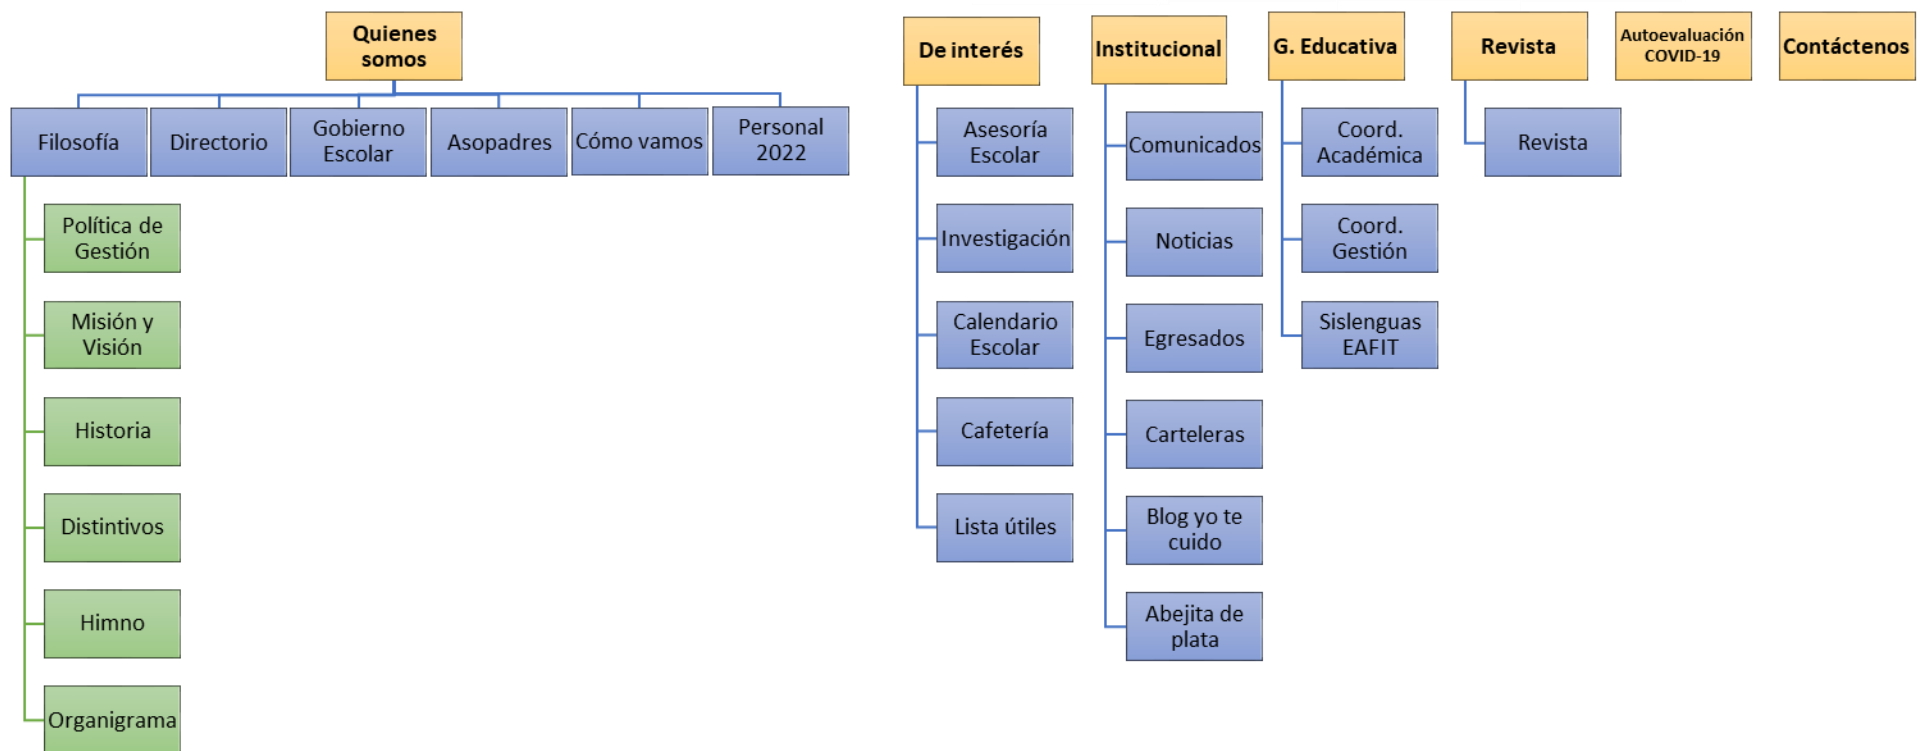 Quienes
somos
Filosofía
Directorio
Gobierno
Escolar
Asopadres
Cómo vamos
Personal
2022
Política de
Gestión
Misión y
Visión
Historia
Distintivos
Himno
Organigrama
De interés
Asesoría
Escolar
Investigación
Calendario
Escolar
Cafetería
Lista útiles
Institucional
Comunicados
Noticias
Egresados
Carteleras
Blog yo te
cuido
Abejita de
plata
G. Educativa
Coord.
Académica
Coord.
Gestión
Sislenguas
EAFIT
Revista
Revista
Autoevaluación
COVID-19
Contáctenos